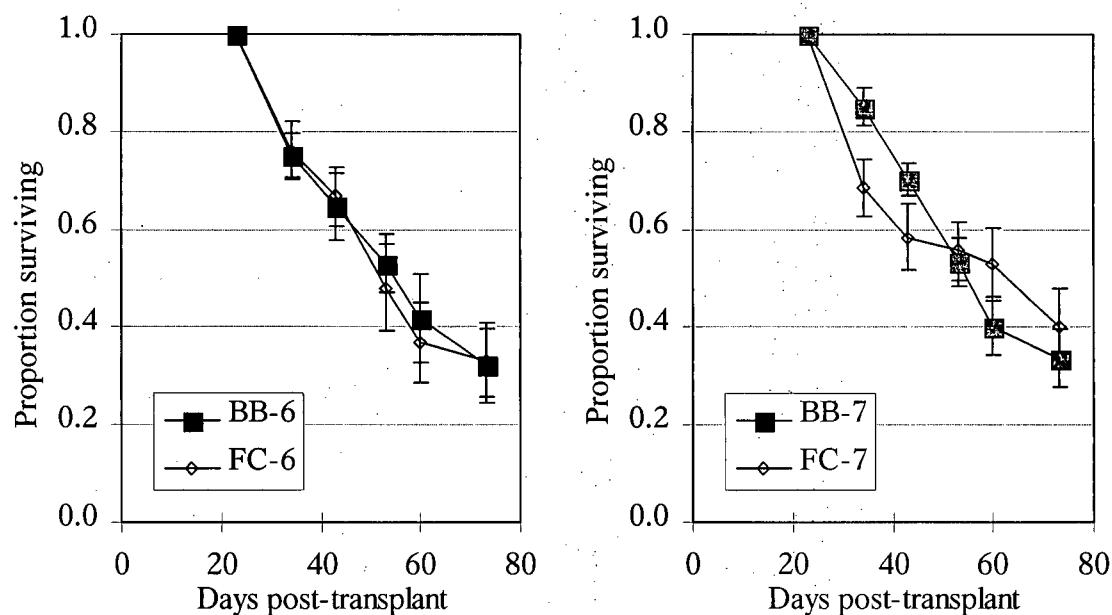 Proportion surviving
1.0
0.8
0.6
0.4
0.2
0.0
BB-6
FC-6
0 20 40 60 80
Days post-transplant
Proportion surviving
1.0
0.8
0.6
0.4
0.2
0.0
BB-7
FC-7
0 20 40 60 80
Days post-transplant